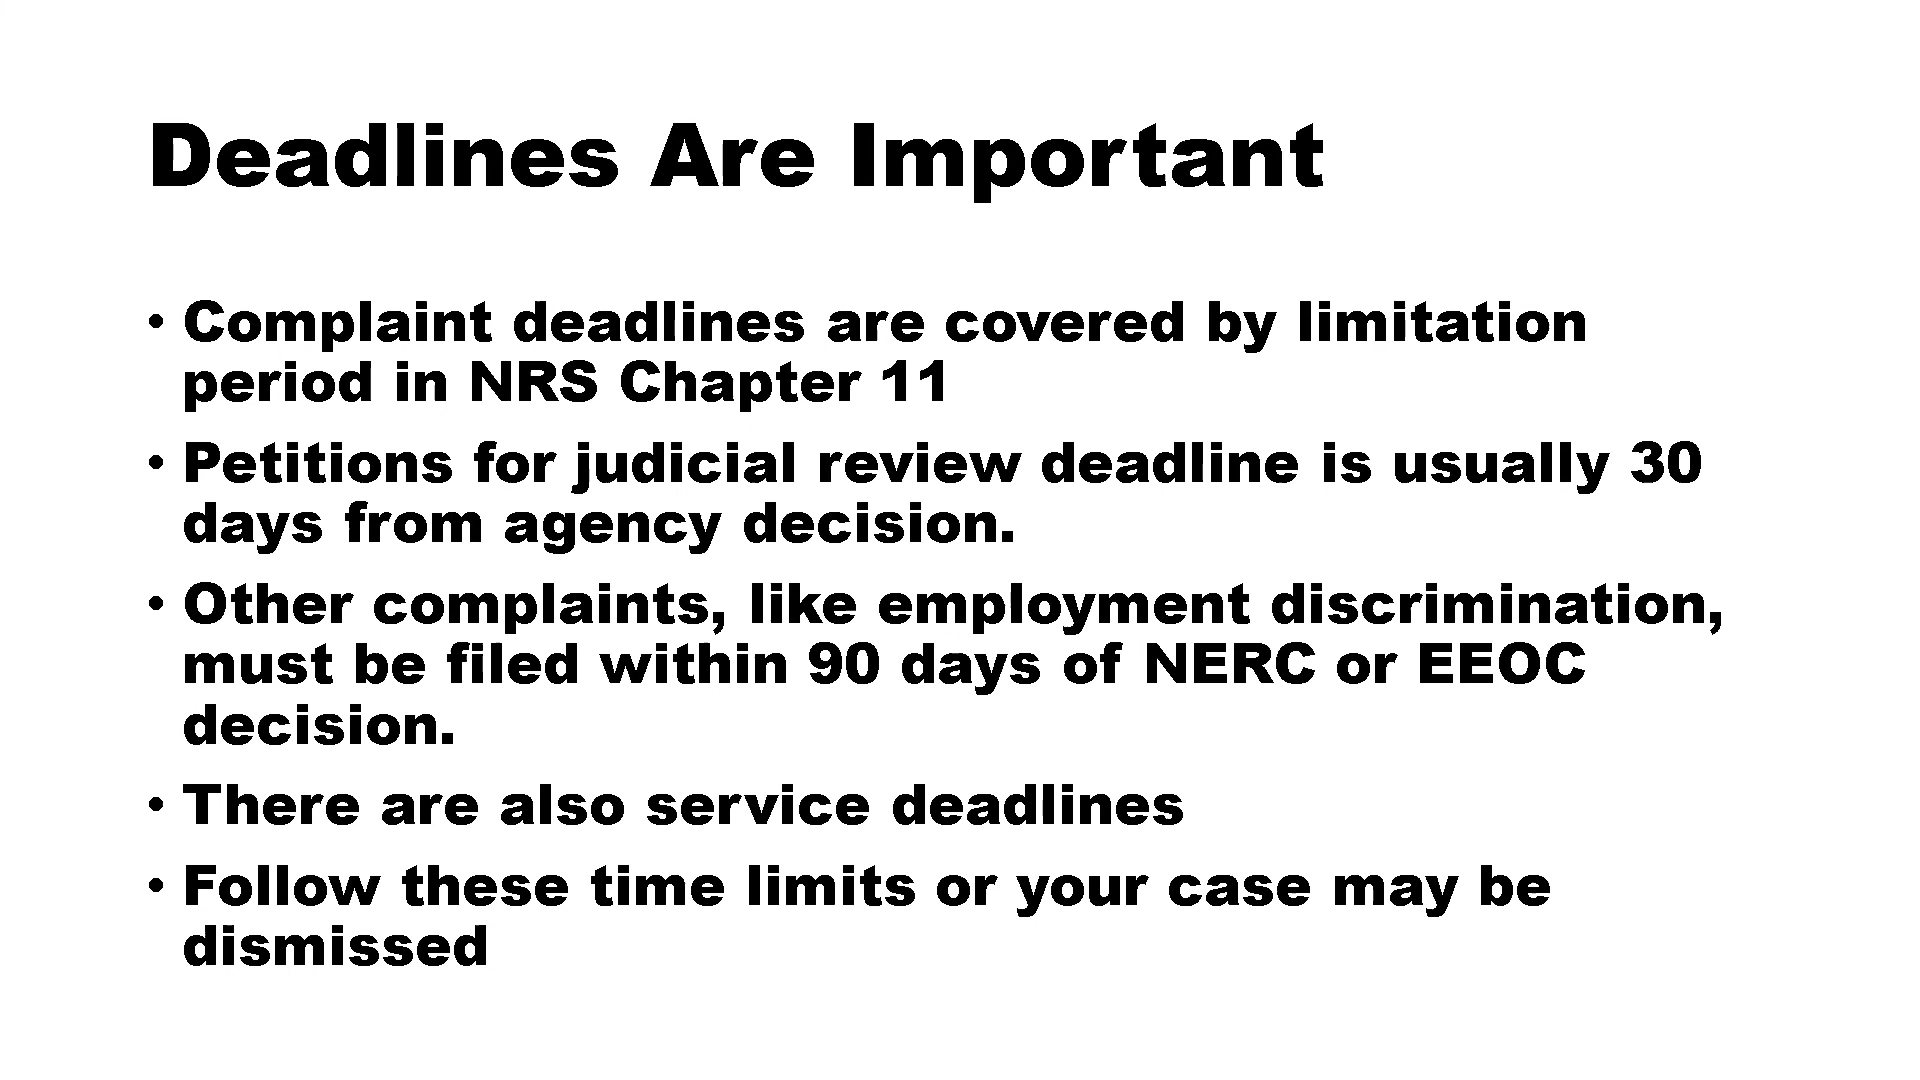 Deadlines Are Important
• Complaint deadlines are covered by limitation
period in NRS Chapter 11
• Petitions for judicial review deadline is usually 30
days from agency decision.
• Other complaints, like employment discrimination,
must be filed within 90 days of NERC or EEOC
decision.
• There are also service deadlines
• Follow these time limits or your case may be
dismissed